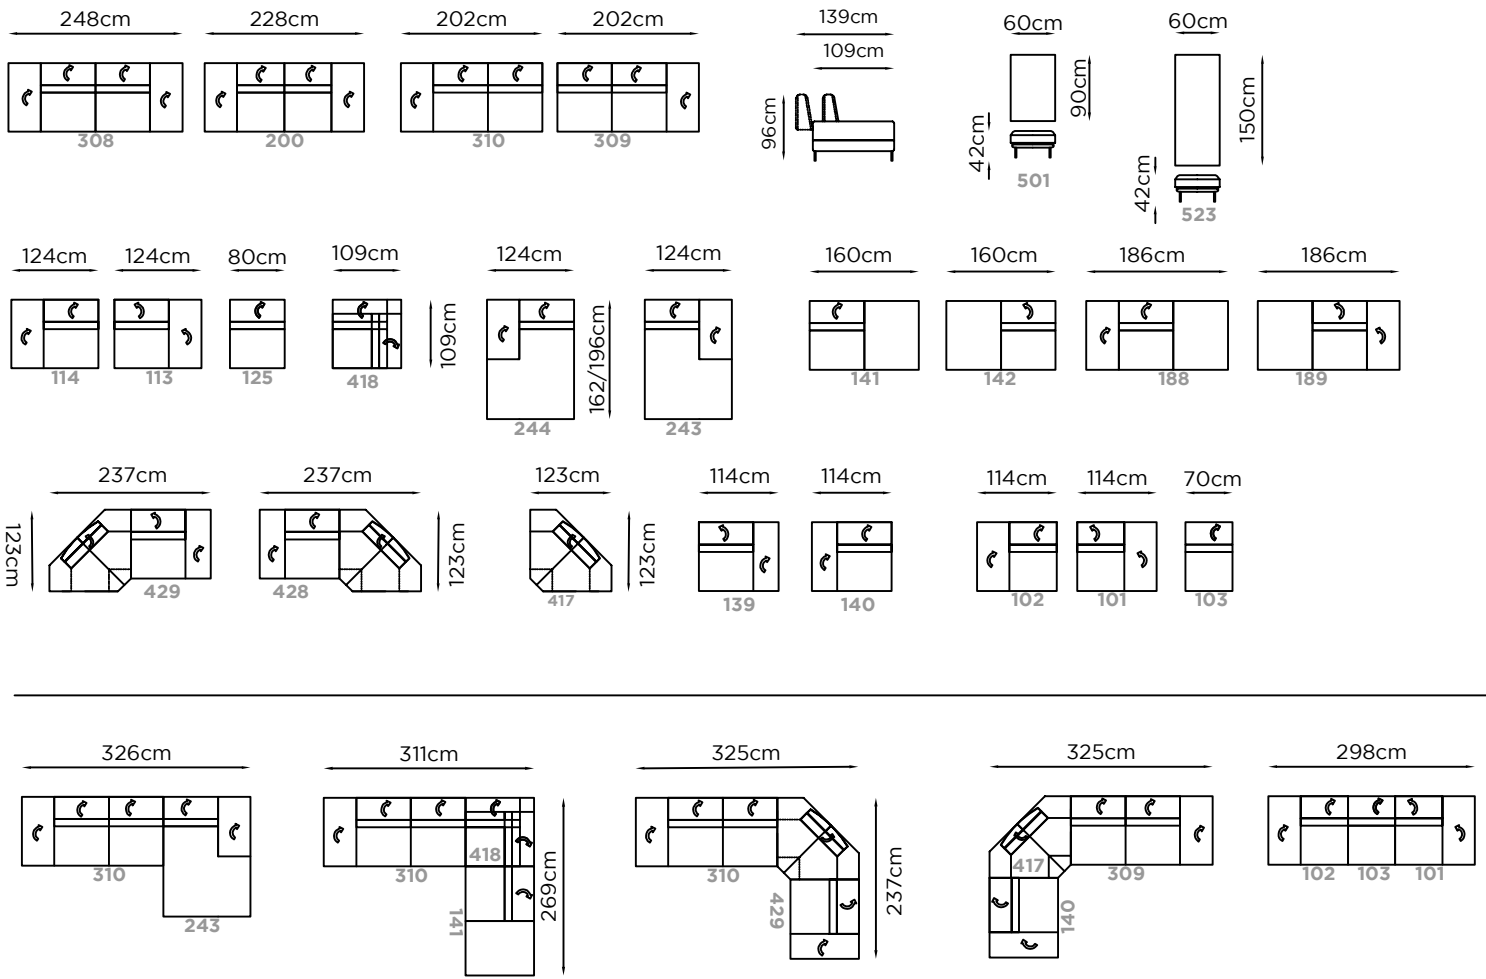 248cm 228cm 202cm 202cm 139cm 60cm 60cm
109cm
96cm 90cm 150cm
42cm 42cm
308 200 310 309 501 523
124cm 124cm 80cm 109cm 124cm 124cm 160cm 160cm 186cm 186cm
109cm 162/196cm
114 113 125 418 244 243 141 142 188 189
237cm 237cm 123cm 114cm 114cm 114cm 114cm 70cm
123cm 123cm 123cm
429 428 417 139 140 102 101 103
326cm 311cm 325cm 325cm 298cm
418 417
310 310 310 309 102 103 101
269cm 237cm
243 141 429 140